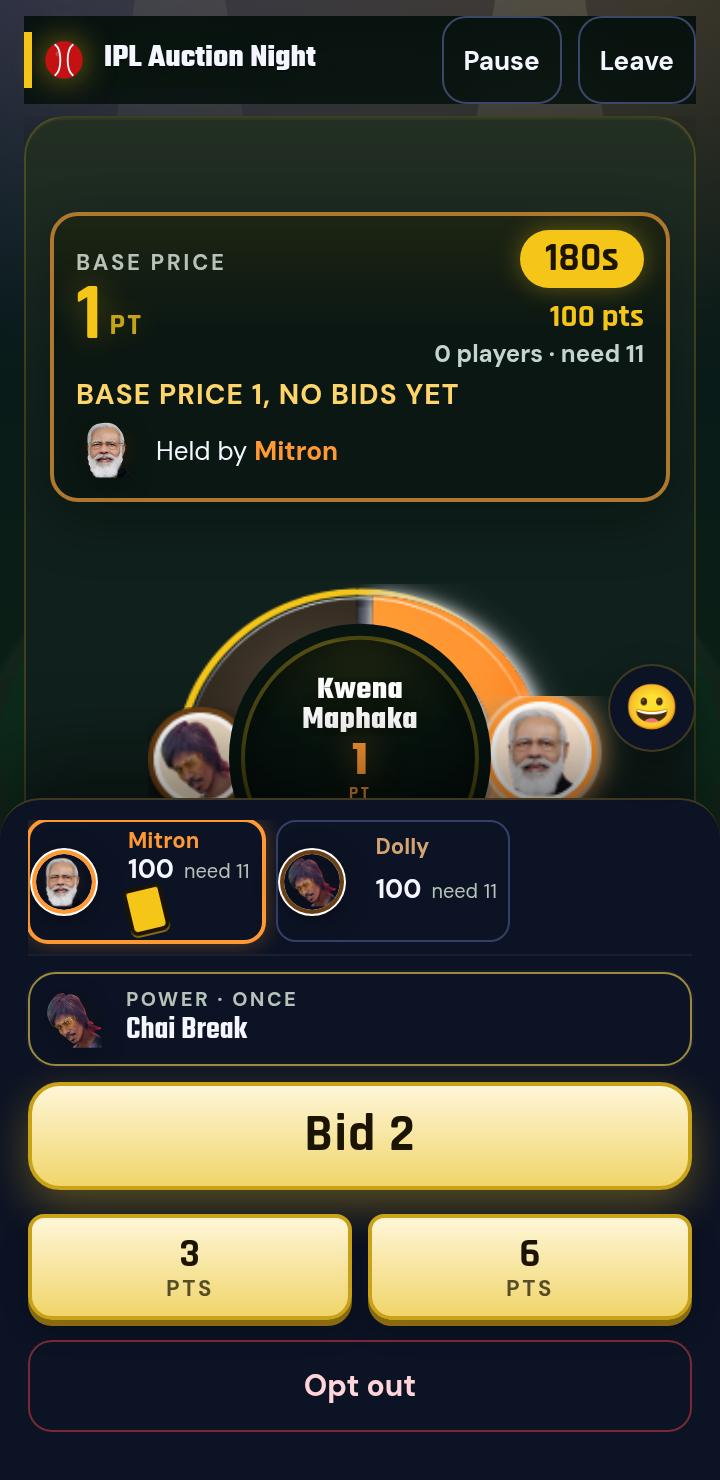 IPL Auction Night
Pause
Leave
BASE PRICE
180s
1 PT
100 pts
0 players · need 11
BASE PRICE 1, NO BIDS YET
Held by Mitron
Kwena
Maphaka
1
PT
Mitron
100 need 11
Dolly
100 need 11
POWER · ONCE
Chai Break
Bid 2
3
PTS
6
PTS
Opt out